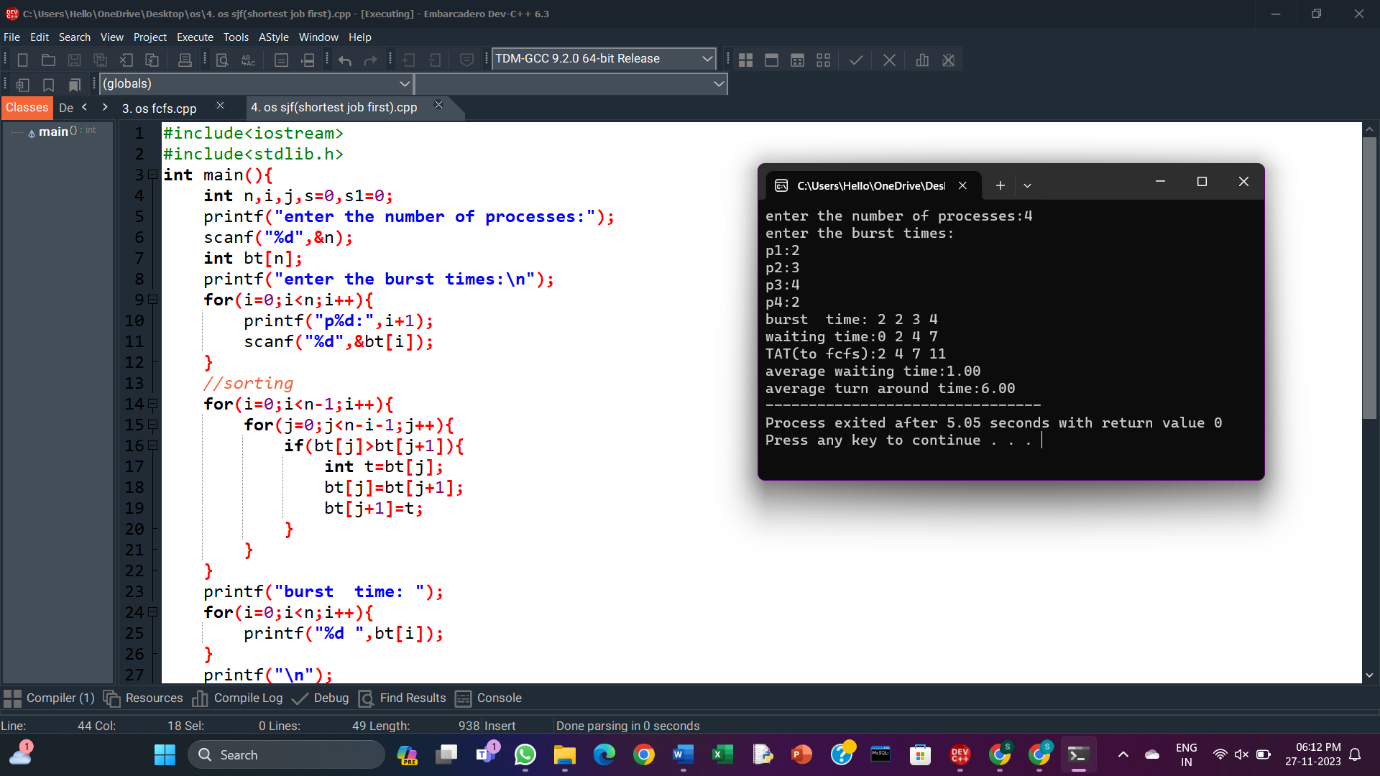 C:\Users\Hello\OneDrive\Desktop\os\4. os sjf(shortest job first).cpp - [Executing] - Embarcadero Dev-C++ 6.3
File Edit Search View Project Execute Tools AStyle Window Help
TDM-GCC 9.2.0 64-bit Release
(globals)
Classes De 3. os fcfs.cpp 4. os sjf(shortest job first).cpp
main() : int
1 #include<iostream>
2 #include<stdlib.h>
3 int main(){
4 int n,i,j,s=0,s1=0;
5 printf("enter the number of processes:");
6 scanf("%d",&n);
7 int bt[n];
8 printf("enter the burst times:\n");
9 for(i=0;i<n;i++){
10 printf("p%d:",i+1);
11 scanf("%d",&bt[i]);
12 }
13 //sorting
14 for(i=0;i<n-1;i++){
15 for(j=0;j<n-i-1;j++){
16 if(bt[j]>bt[j+1]){
17 int t=bt[j];
18 bt[j]=bt[j+1];
19 bt[j+1]=t;
20 }
21 }
22 }
23 printf("burst  time: ");
24 for(i=0;i<n;i++){
25 printf("%d ",bt[i]);
26 }
27 printf("\n");
C:\Users\Hello\OneDrive\Des
enter the number of processes:4
enter the burst times:
p1:2
p2:3
p3:4
p4:2
burst  time: 2 2 3 4
waiting time:0 2 4 7
TAT(to fcfs):2 4 7 11
average waiting time:1.00
average turn around time:6.00
--------------------------------
Process exited after 5.05 seconds with return value 0
Press any key to continue . . .
Compiler (1) Resources Compile Log Debug Find Results Console
Line: 44 Col: 18 Sel: 0 Lines: 49 Length: 938 Insert Done parsing in 0 seconds
1 Search PRE 1 DEV C++ S S ENG IN 06:12 PM 27-11-2023